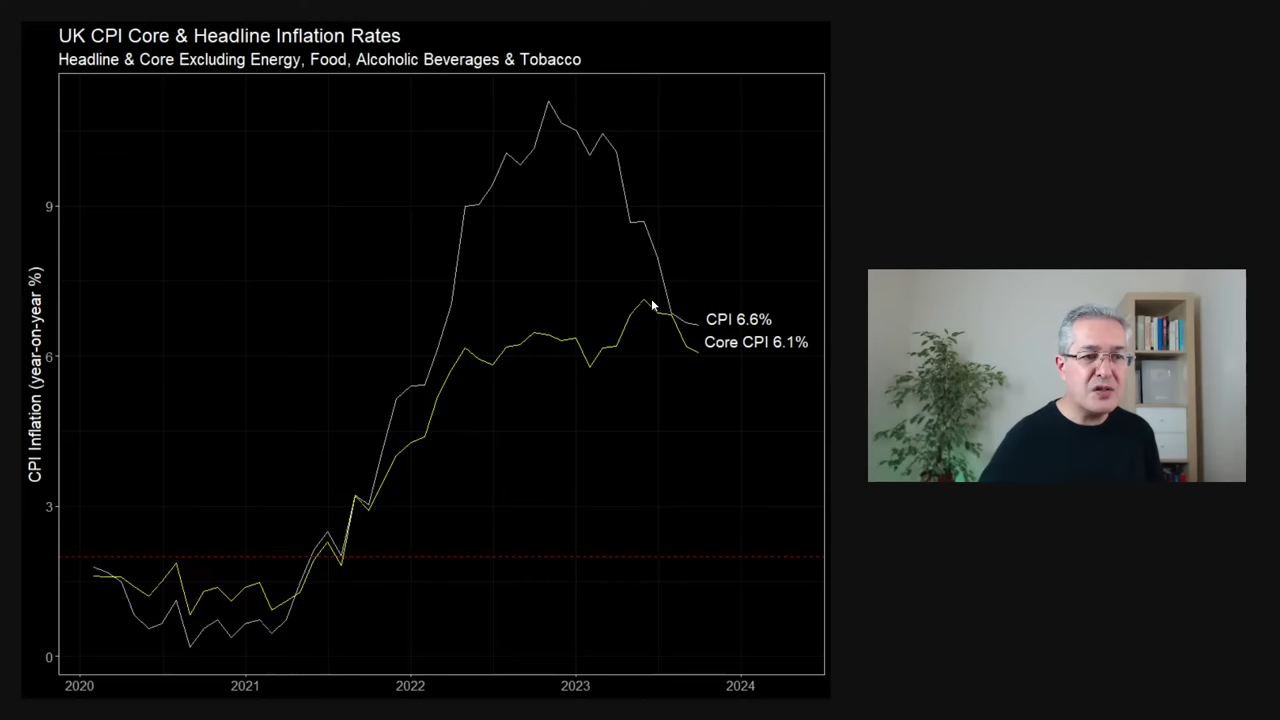 UK CPI Core & Headline Inflation Rates
Headline & Core Excluding Energy, Food, Alcoholic Beverages & Tobacco
CPI Inflation (year-on-year %)
9
6
3
0
CPI 6.6%
Core CPI 6.1%
2020 2021 2022 2023 2024